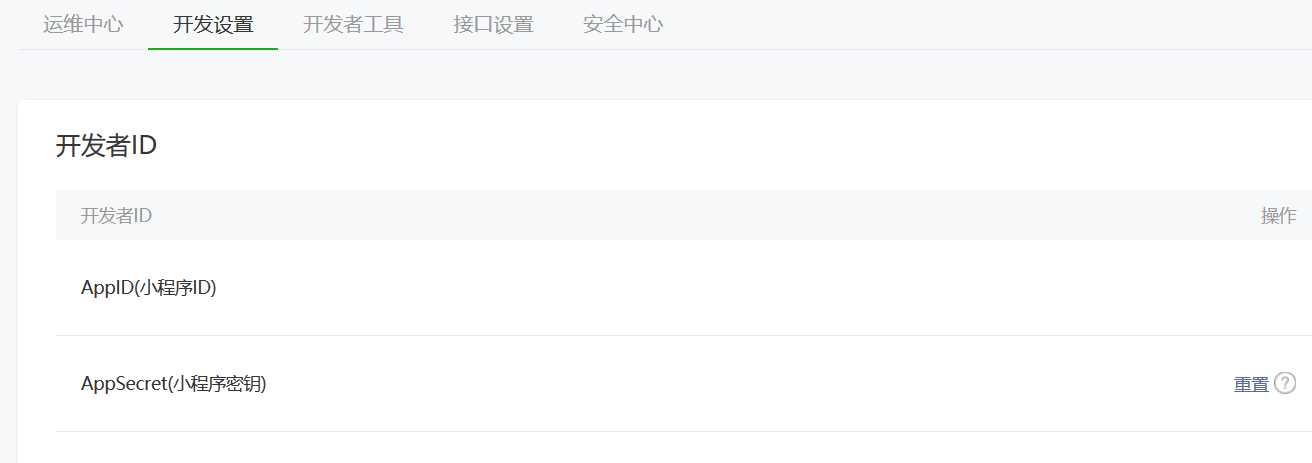 运维中心 开发设置 开发者工具 接口设置 安全中心
开发者ID
开发者ID 操作
AppID(小程序ID)
AppSecret(小程序密钥) 重置 ?